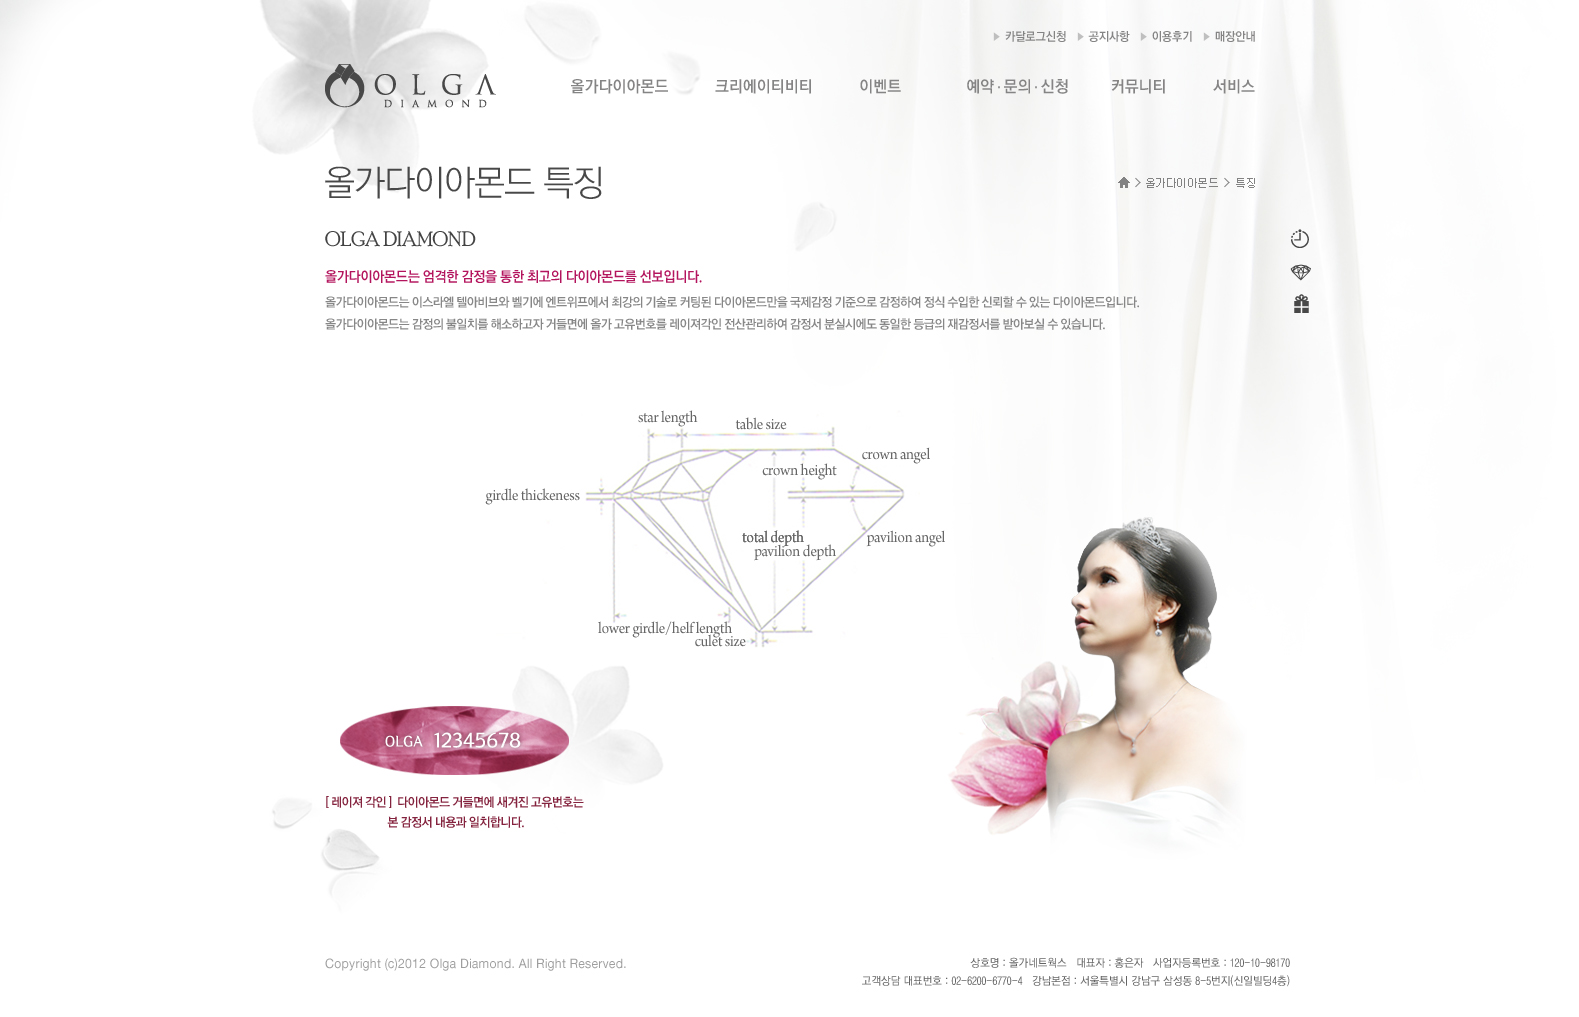 카달로그신청 공지사항 이용후기 매장안내
OLGA
DIAMOND
올가다이아몬드 크리에이티비티 이벤트 예약 · 문의 · 신청 커뮤니티 서비스
올가다이아몬드 특징
> 올가다이아몬드 > 특징
OLGA DIAMOND
올가다이아몬드는 엄격한 감정을 통한 최고의 다이아몬드를 선보입니다.
올가다이아몬드는 이스라엘 텔아비브와 벨기에 엔트위프에서 최강의 기술로 커팅된 다이아몬드만을 국제감정 기준으로 감정하여 정식 수입한 신뢰할 수 있는 다이아몬드입니다.
올가다이아몬드는 감정의 불일치를 해소하고자 거들면에 올가 고유번호를 레이져각인 전산관리하여 감정서 분실시에도 동일한 등급의 재감정서를 받아보실 수 있습니다.
star length
table size
crown angel
crown height
girdle thickeness
total depth
pavilion angel
pavilion depth
lower girdle/helf length
culet size
OLGA 12345678
[ 레이져 각인 ] 다이아몬드 거들면에 새겨진 고유번호는
본 감정서 내용과 일치합니다.
Copyright (c)2012 Olga Diamond. All Right Reserved.
상호명 : 올가네트웍스 대표자 : 홍은자 사업자등록번호 : 120-10-98170
고객상담 대표번호 : 02-6200-6770-4 강남본점 : 서울특별시 강남구 삼성동 8-5번지(신일빌딩4층)